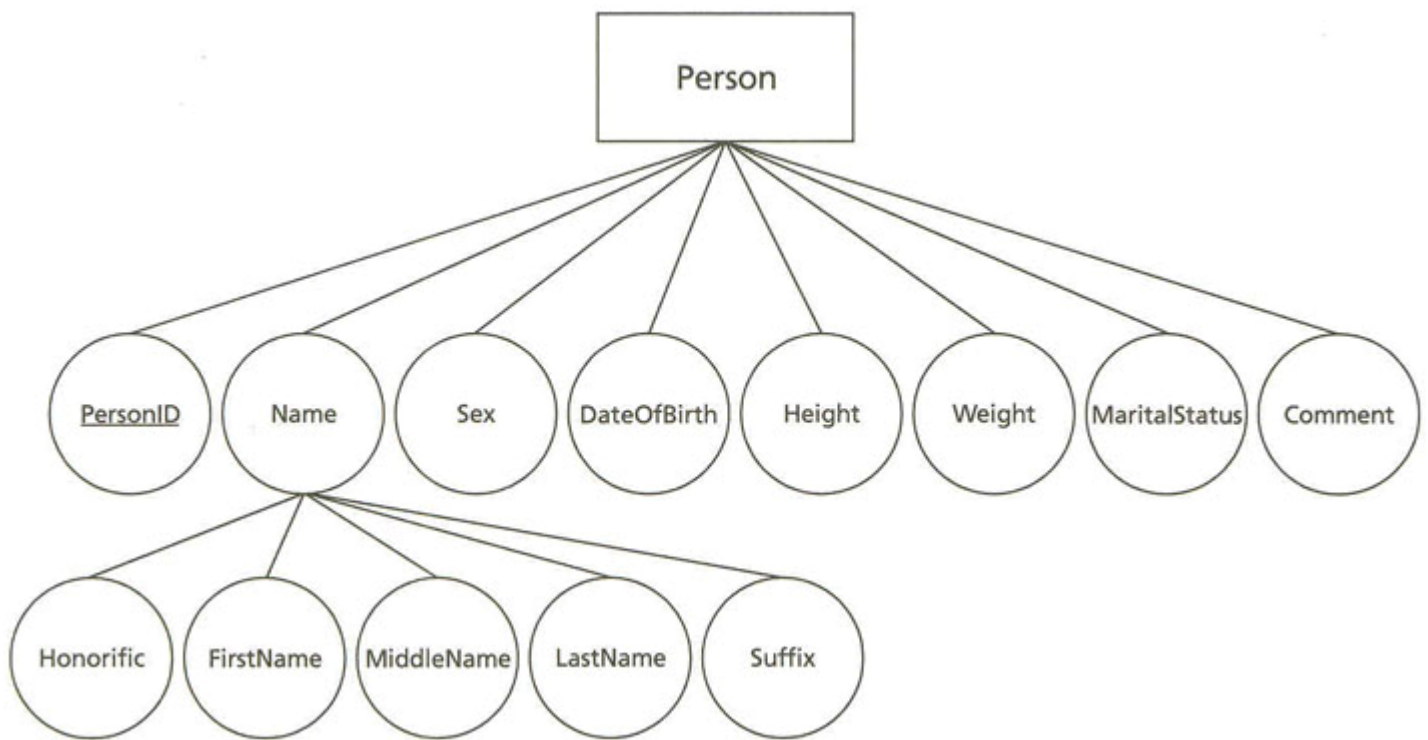 Person
PersonID
Name
Sex
DateOfBirth
Height
Weight
MaritalStatus
Comment
Honorific
FirstName
MiddleName
LastName
Suffix